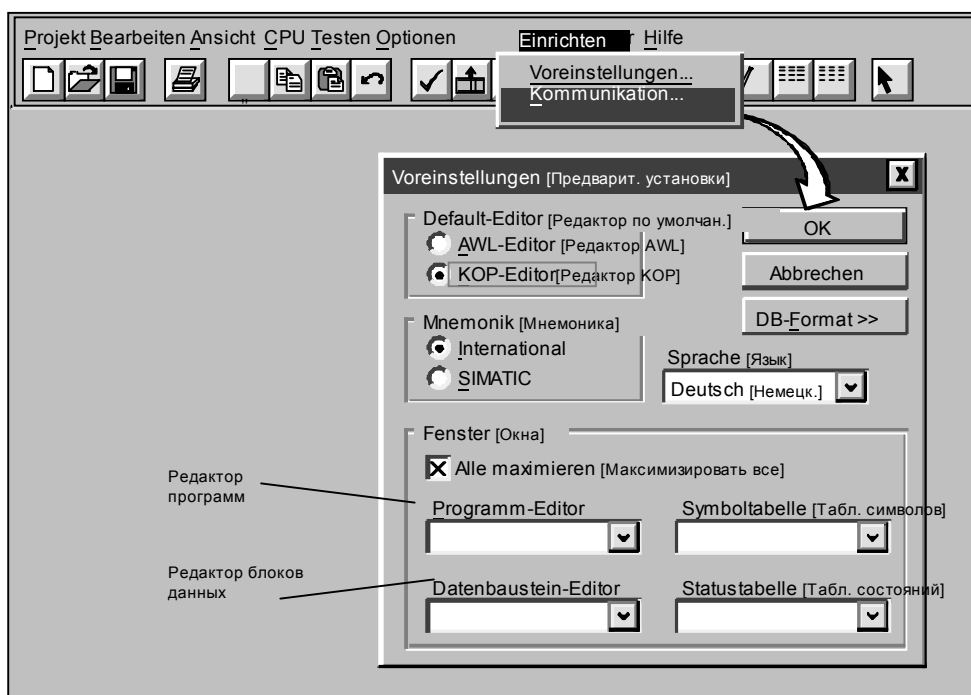 Projekt Bearbeiten Ansicht CPU Testen Optionen Einrichten r Hilfe
Voreinstellungen...
Kommunikation...
Voreinstellungen [Предварит. установки]
Default-Editor [Редактор по умолчан.]
AWL-Editor [Редактор AWL]
KOP-Editor[Редактор KOP]
OK
Abbrechen
DB-Format >>
Mnemonik [Мнемоника]
International
SIMATIC
Sprache [Язык]
Deutsch [Немецк.]
Fenster [Окна]
Alle maximieren [Максимизировать все]
Редактор
программ
Programm-Editor
Symboltabelle [Табл. символов]
Редактор блоков
данных
Datenbaustein-Editor
Statustabelle [Табл. состояний]